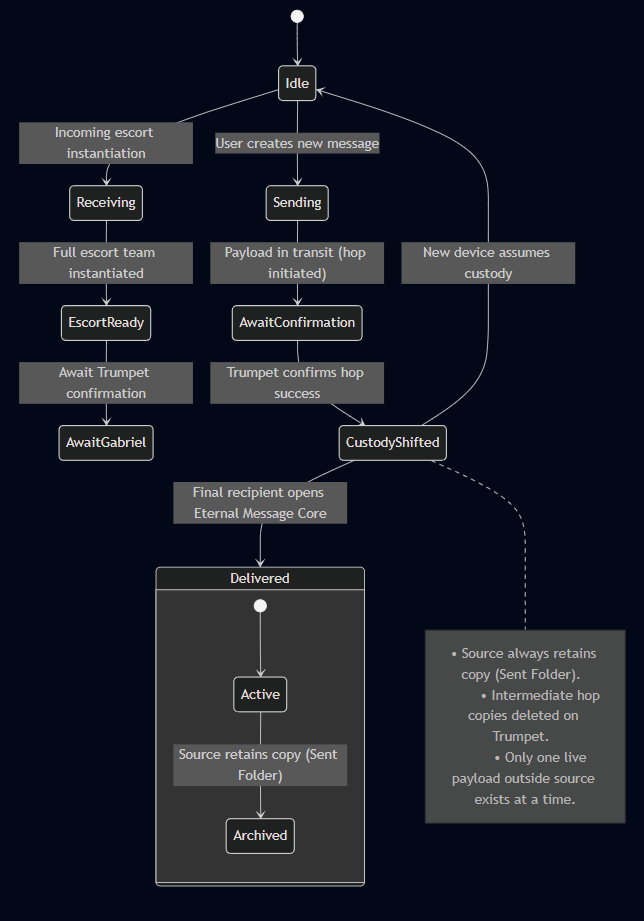 Idle
Incoming escort
instantiation
User creates new message
Receiving
Sending
Full escort team
instantiated
Payload in transit (hop
initiated)
New device assumes
custody
EscortReady
AwaitConfirmation
Await Trumpet
confirmation
Trumpet confirms hop
success
AwaitGabriel
CustodyShifted
Final recipient opens
Eternal Message Core
Delivered
Active
Source retains copy (Sent
Folder)
Archived
• Source always retains
copy (Sent Folder).
• Intermediate hop
copies deleted on
Trumpet.
• Only one live
payload outside source
exists at a time.